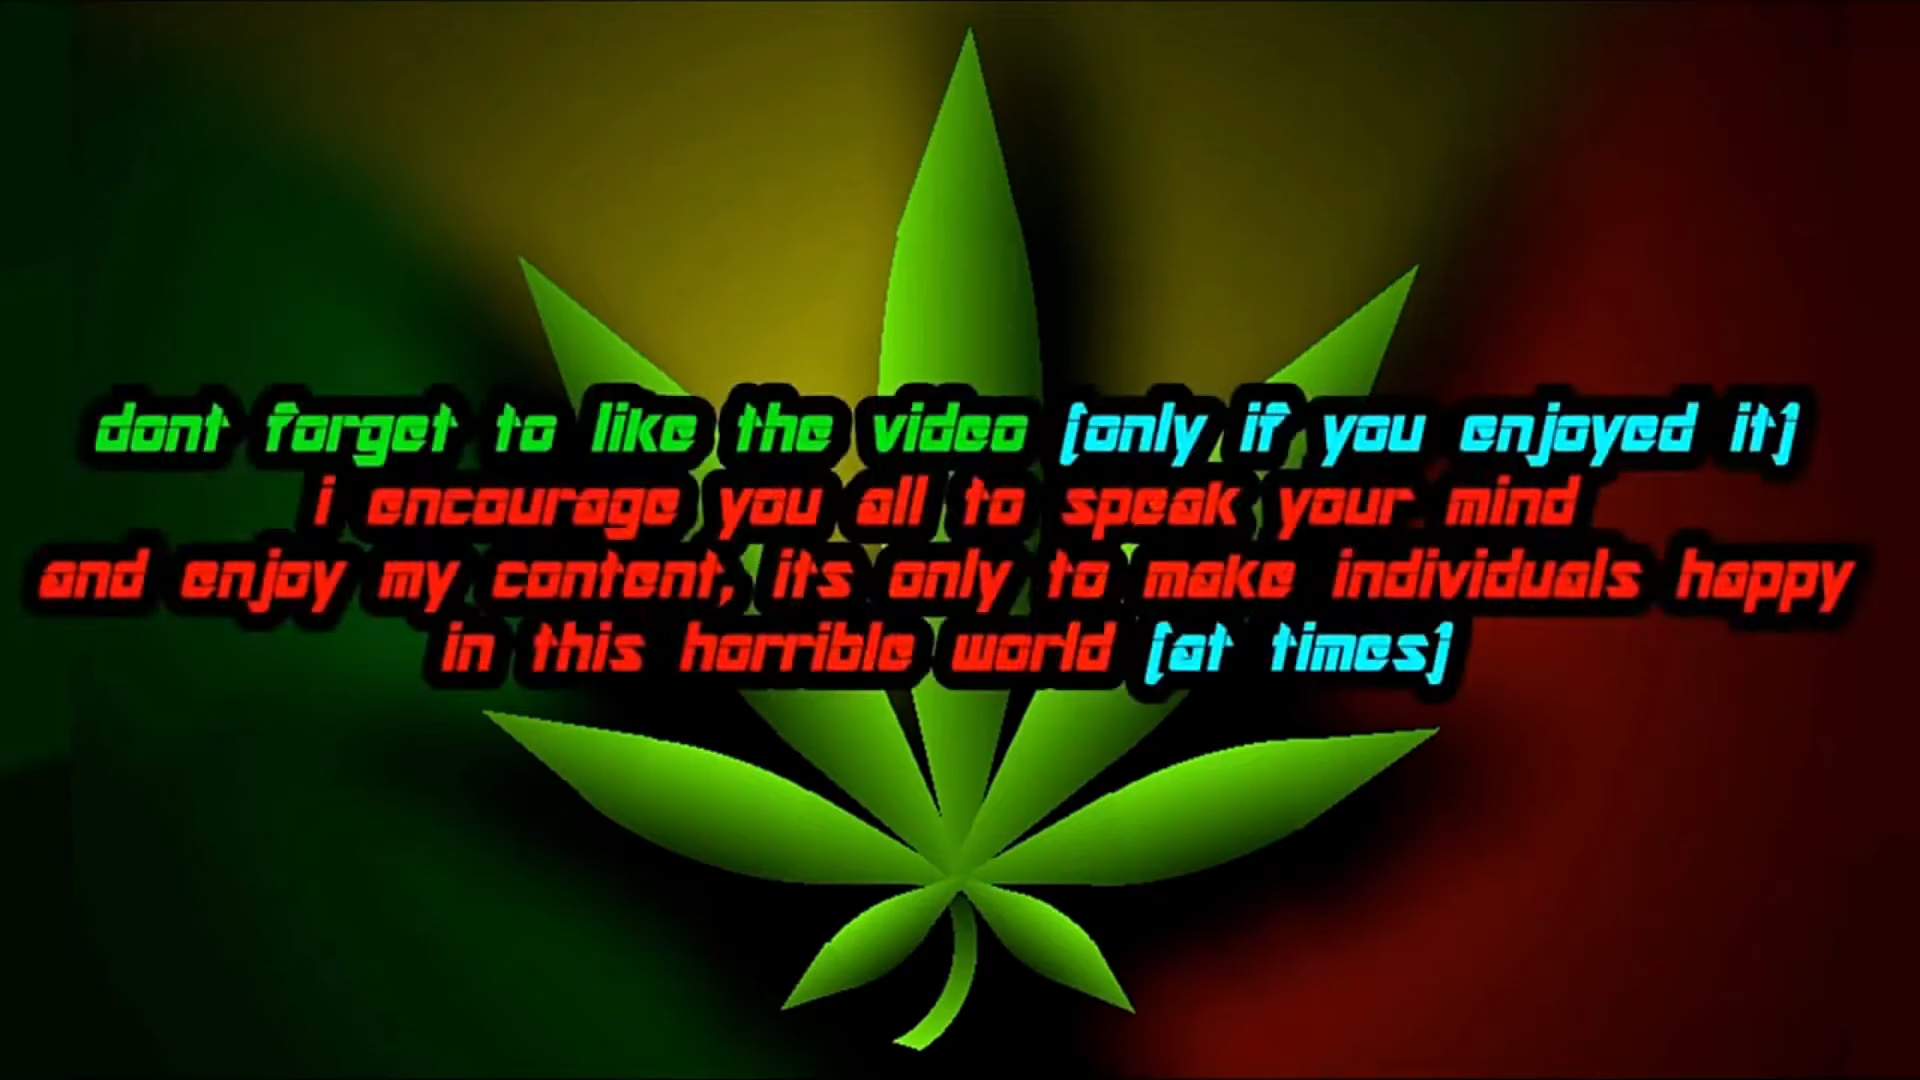 dont forget to like the video (only if you enjoyed it)
i encourage you all to speak your mind
and enjoy my content, its only to make individuals happy
in this horrible world (at times)